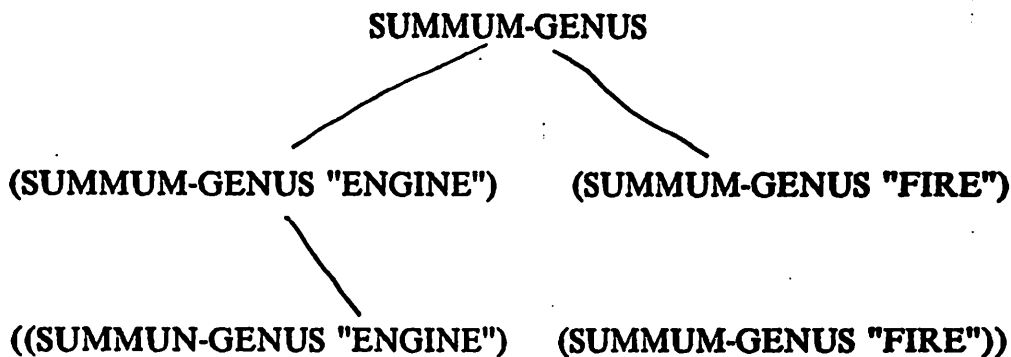 SUMMUM-GENUS
(SUMMUM-GENUS "ENGINE") (SUMMUM-GENUS "FIRE")
((SUMMUN-GENUS "ENGINE") (SUMMUM-GENUS "FIRE"))